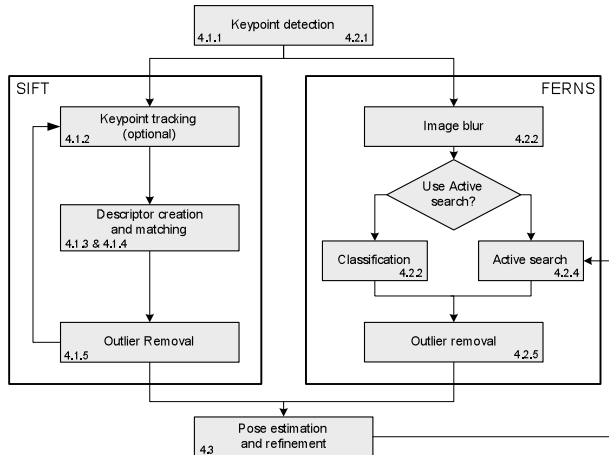 Keypoint detection
4.1.1
4.2.1
SIFT
Keypoint tracking
(optional)
4.1.2
Descriptor creation
and matching
4.1.3 & 4.1.4
Outlier Removal
4.1.5
FERNS
Image blur
4.2.2
Use Active
search?
Classification
4.2.2
Active search
4.2.4
Outlier removal
4.2.5
Pose estimation
and refinement
4.3